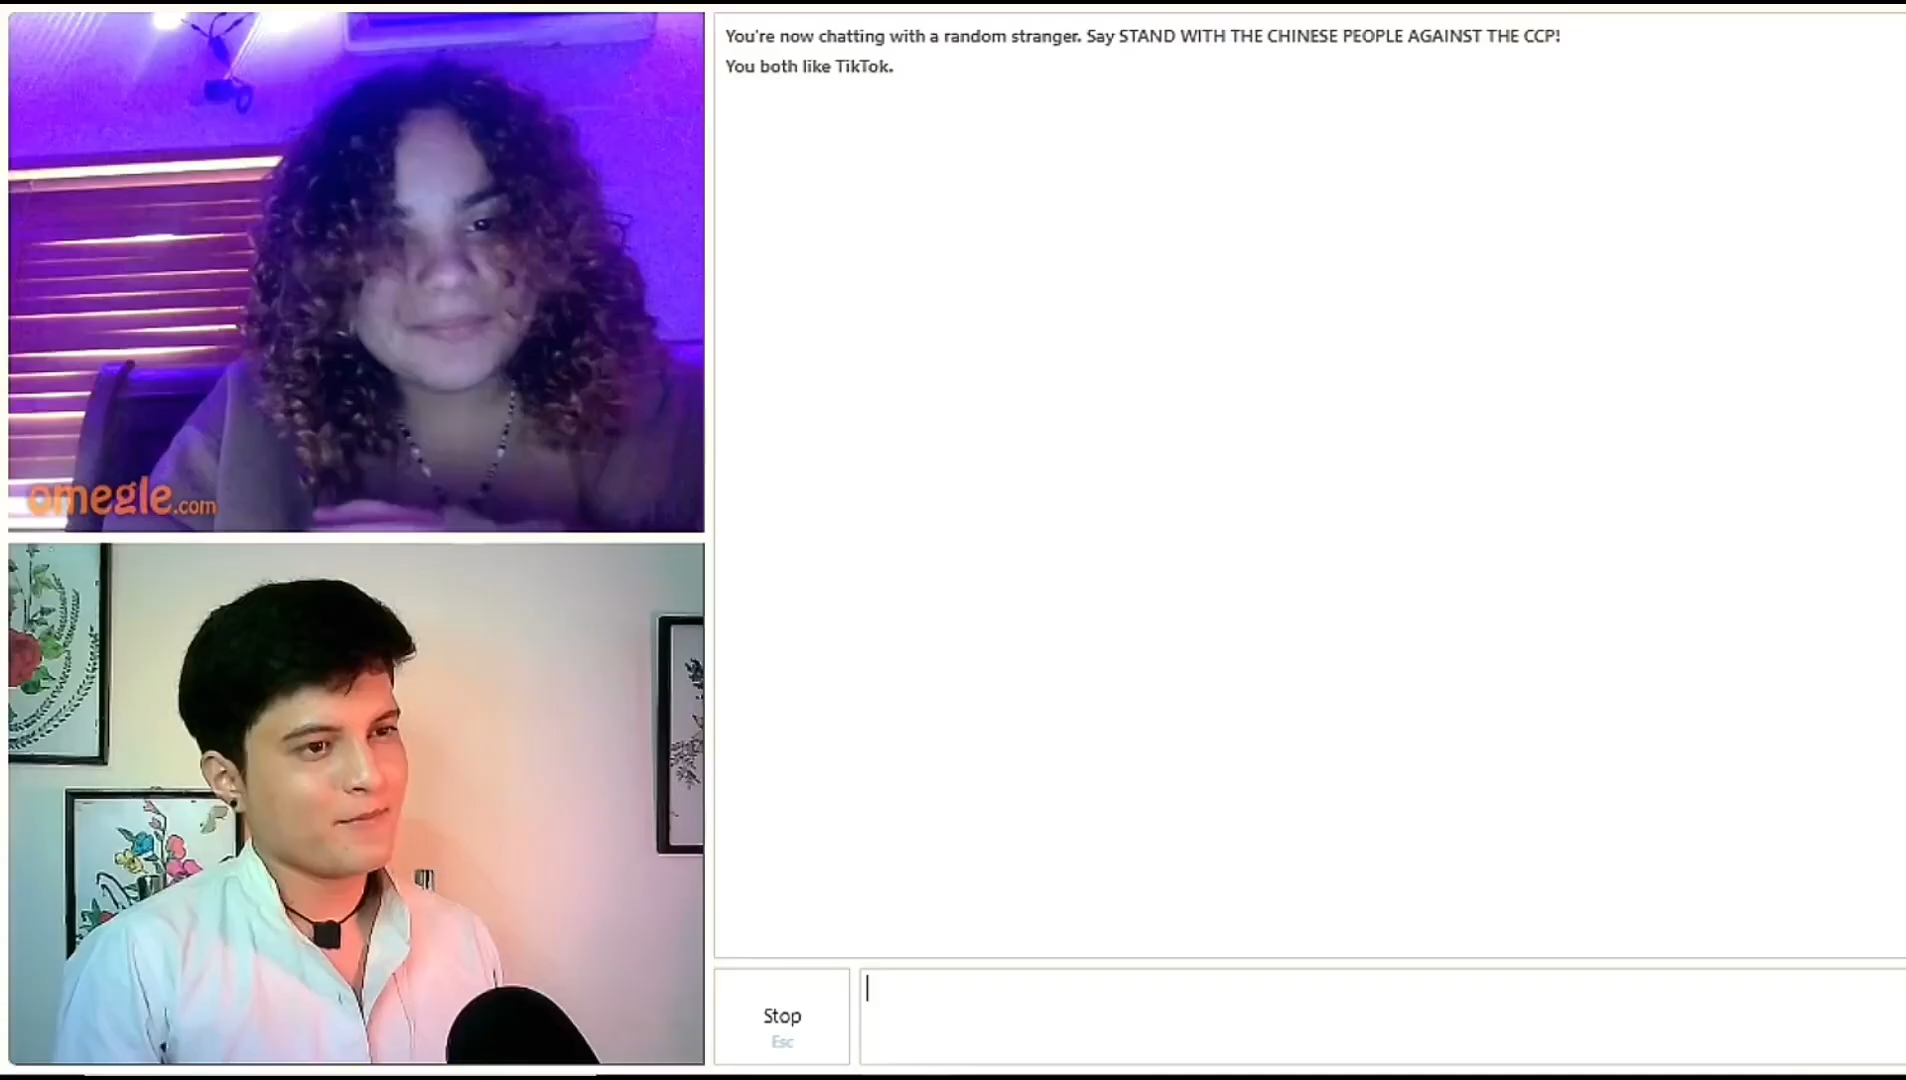 You're now chatting with a random stranger. Say STAND WITH THE CHINESE PEOPLE AGAINST THE CCP!
You both like TikTok.
omegle.com
Stop
Esc